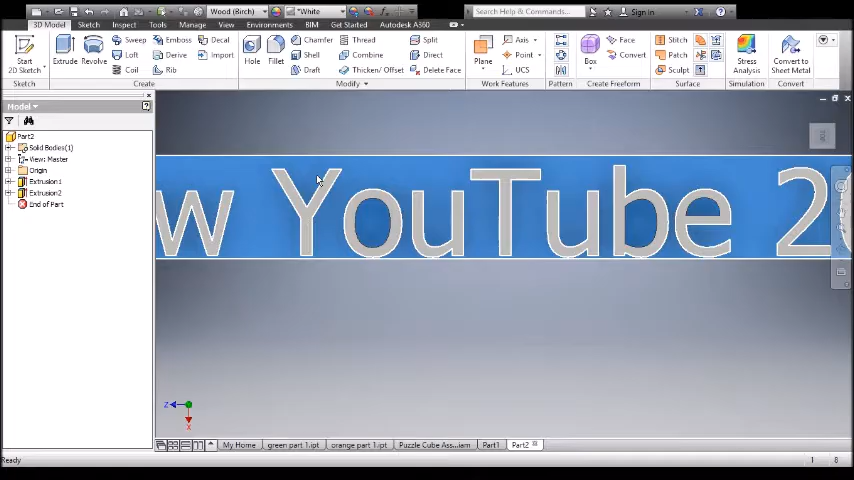 Wood (Birch) *White Search Help & Commands... Sign In
3D Model Sketch Inspect Tools Manage View Environments BIM Get Started Autodesk A360
Start
2D Sketch
Extrude Revolve
Sweep Emboss Decal
Loft Derive Import
Coil Rib
Hole Fillet
Chamfer Thread Split
Shell Combine Direct
Draft Thicken/ Offset Delete Face
Plane
Axis
Point
UCS
Box
Face
Convert
Stitch
Patch
Sculpt
Stress
Analysis
Convert to
Sheet Metal
Sketch Create Modify Work Features Pattern Create Freeform Surface Simulation Convert
Model
Part2
Solid Bodies(1)
View: Master
Origin
Extrusion1
Extrusion2
End of Part
w YouTube 2
TOP
Z
X
My Home green part 1.ipt orange part 1.ipt Puzzle Cube Ass...iam Part1 Part2
Ready 1 8